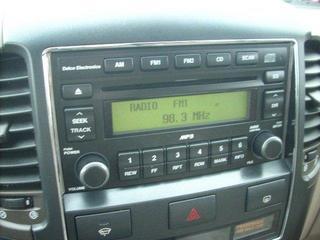 Delco Electronics
AM FM1 FM2 CD SCAN
RADIO FM1
98.3 MHz
SEEK
TRACK
MP3
PUSH
POWER
VOLUME
1 2 3 4 5 6
REW FF RPT RDM MARK INFO